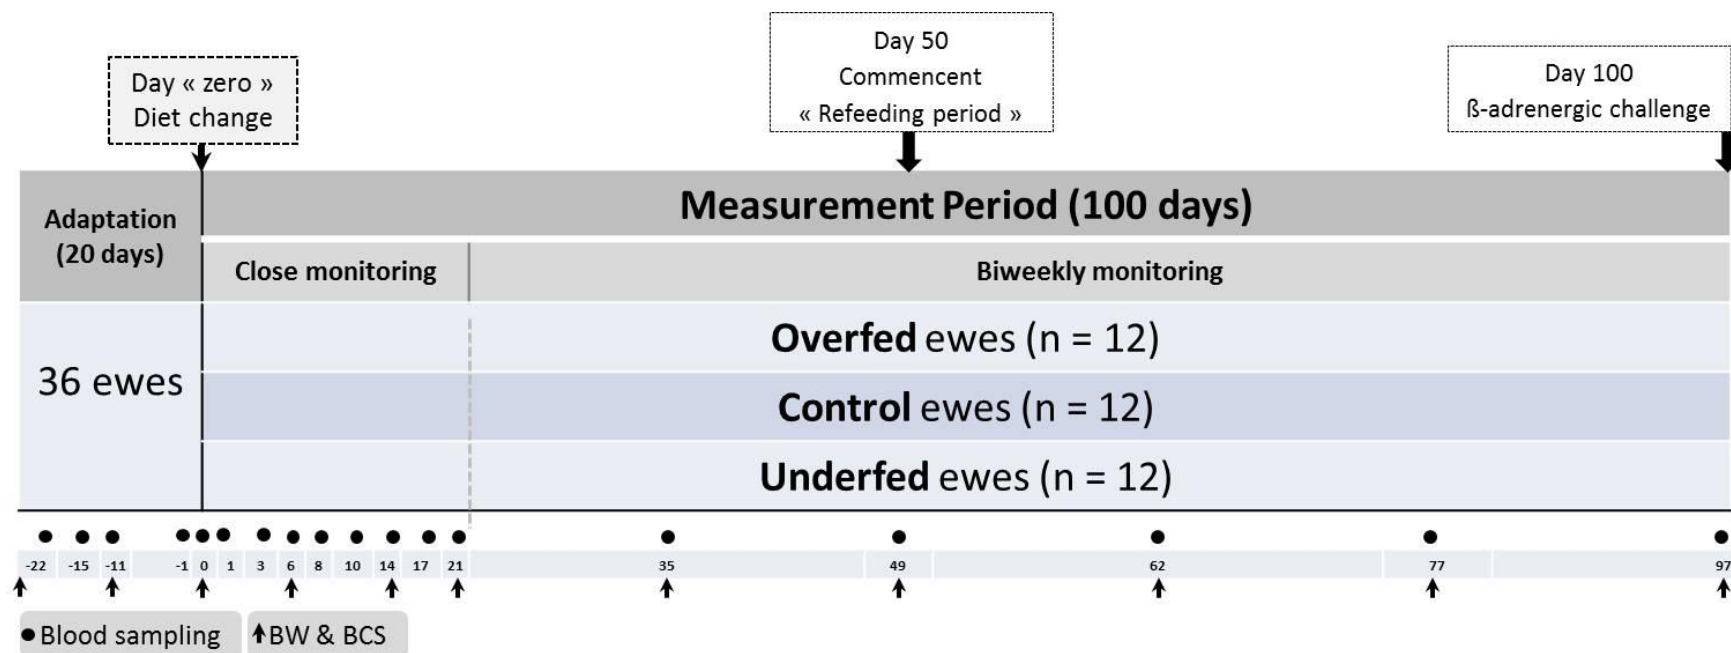 Day « zero »
Diet change
Day 50
Commencent
« Refeeding period »
Day 100
ß-adrenergic challenge
Adaptation
(20 days)
Measurement Period (100 days)
Close monitoring
Biweekly monitoring
36 ewes
Overfed ewes (n = 12)
Control ewes (n = 12)
Underfed ewes (n = 12)
-22 -15 -11 -1 0 1 3 6 8 10 14 17 21 35 49 62 77 97
Blood sampling
BW & BCS